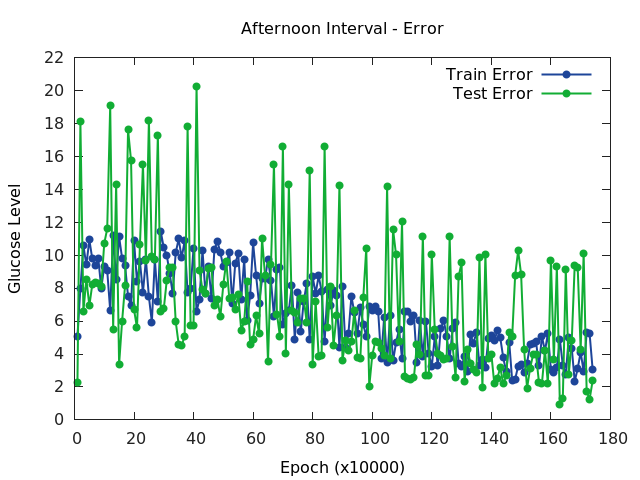 Afternoon Interval - Error
Train Error
Test Error
Glucose Level
22
20
18
16
14
12
10
8
6
4
2
0
0 20 40 60 80 100 120 140 160 180
Epoch (x10000)